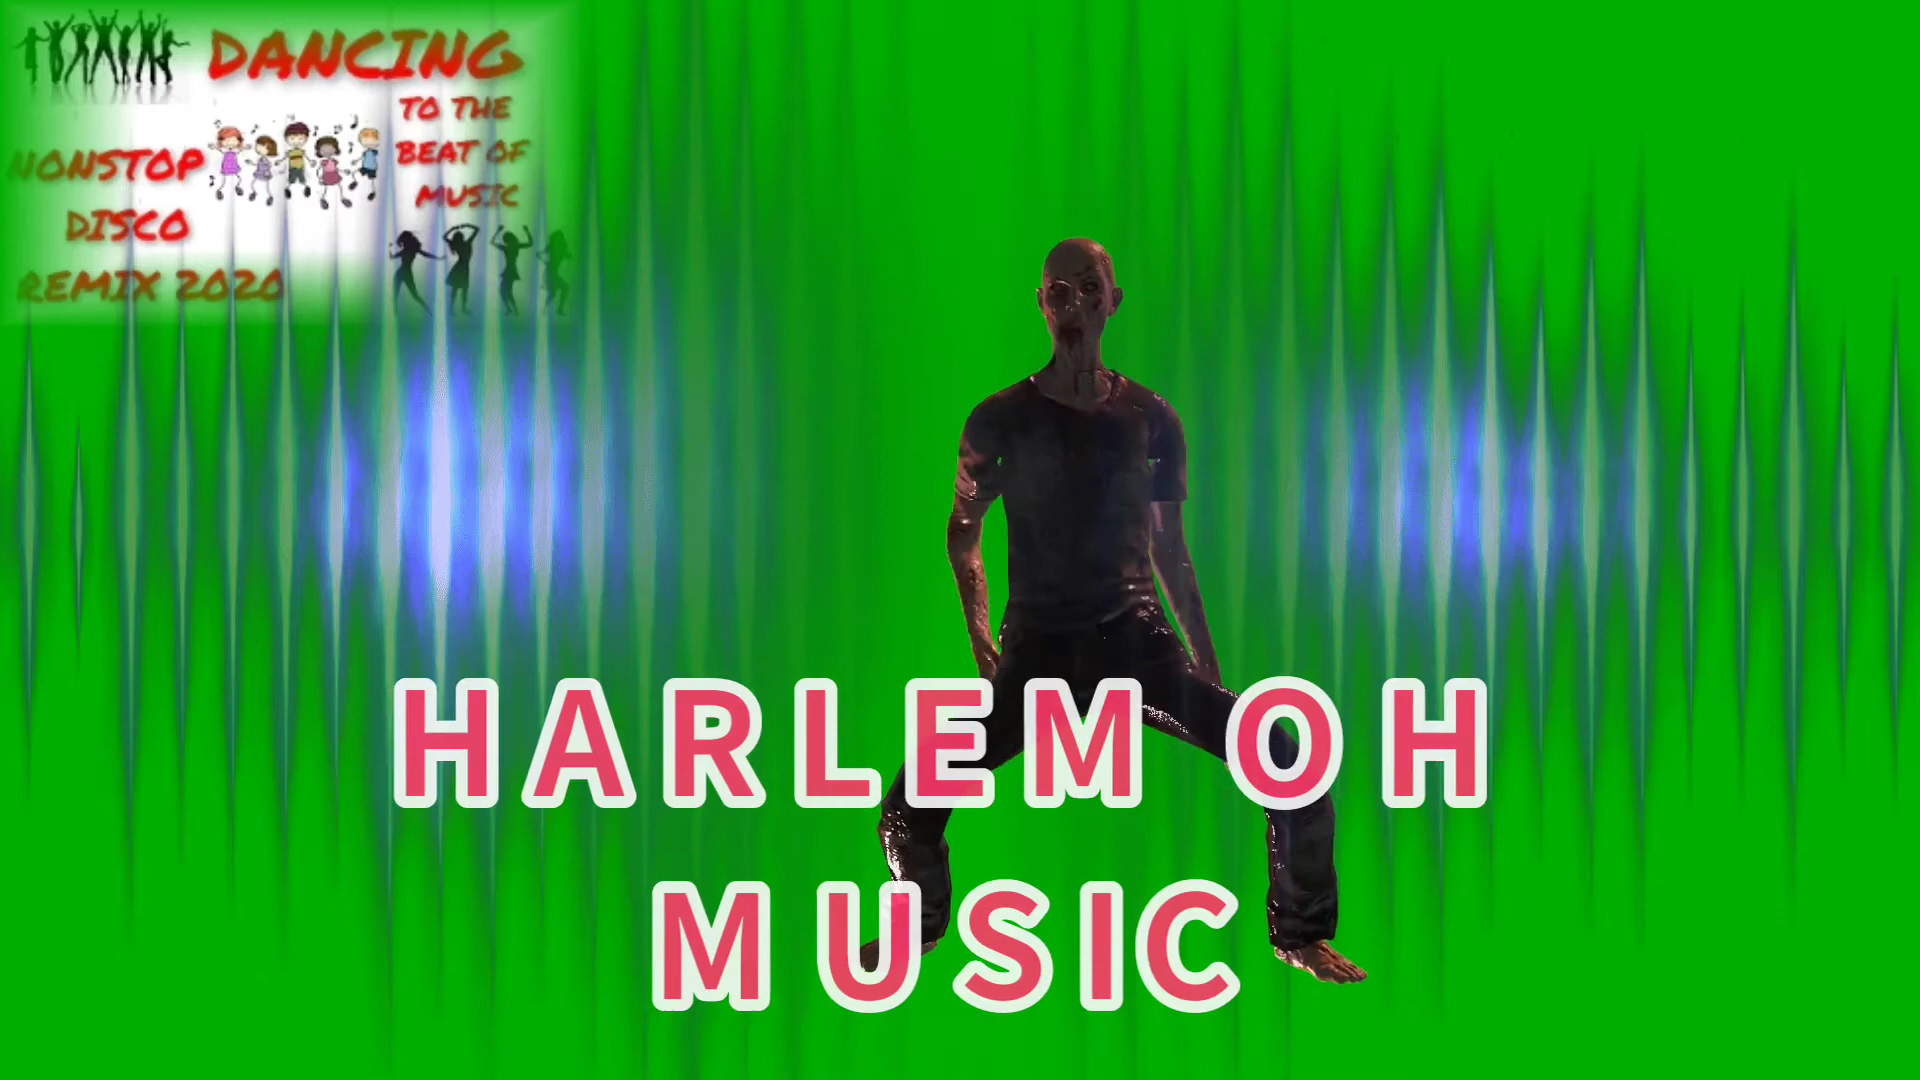 DANCING
TO THE
BEAT OF
MUSIC
NONSTOP
DISCO
REMIX 2020
HARLEM OH
MUSIC